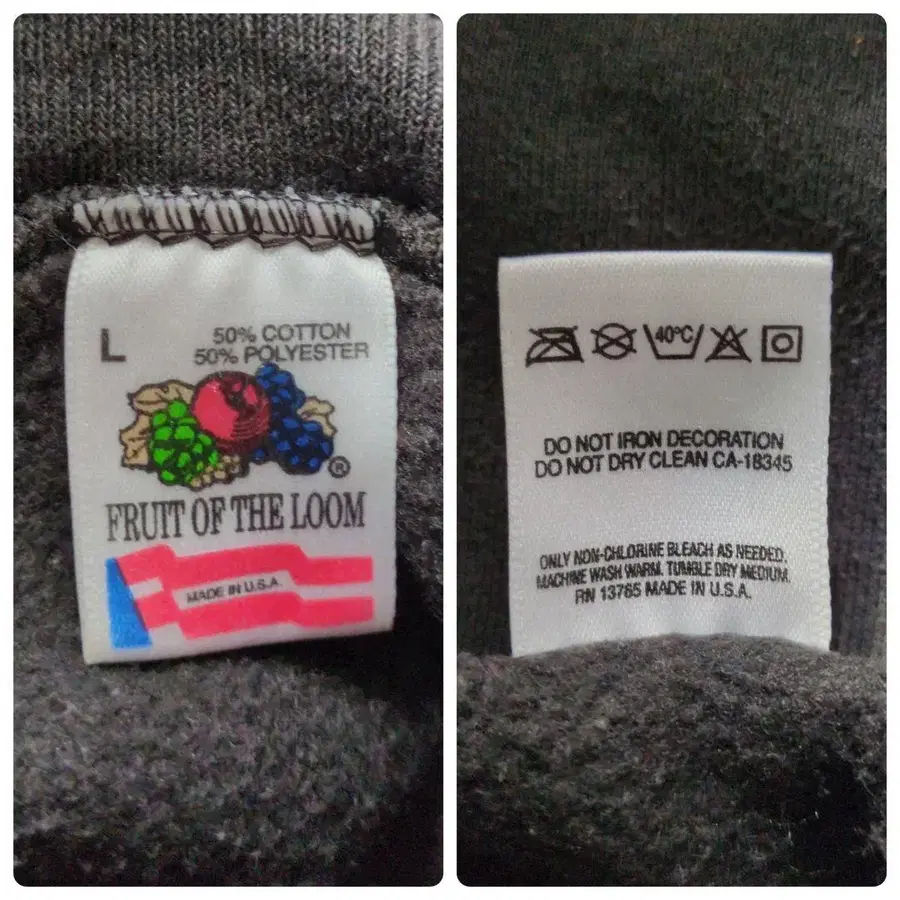 L
50% COTTON
50% POLYESTER
®
FRUIT OF THE LOOM
MADE IN U.S.A.
40°C
DO NOT IRON DECORATION
DO NOT DRY CLEAN CA-18345
ONLY NON-CHLORINE BLEACH AS NEEDED.
MACHINE WASH WARM. TUMBLE DRY MEDIUM.
RN 13765 MADE IN U.S.A.